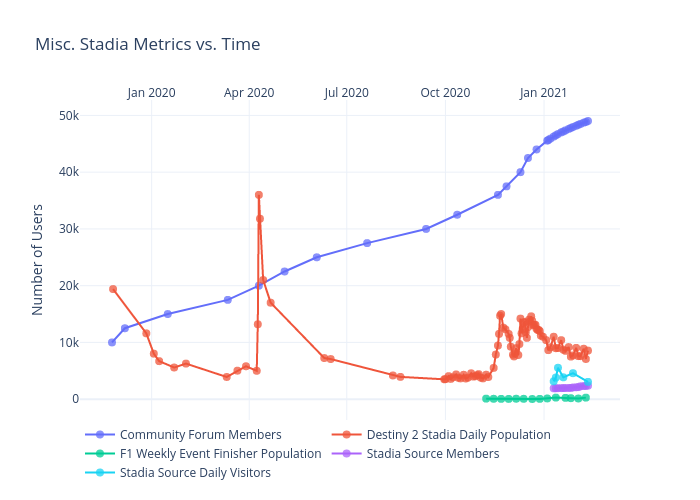 Misc. Stadia Metrics vs. Time
Jan 2020 Apr 2020 Jul 2020 Oct 2020 Jan 2021
50k
40k
30k
20k
10k
0
Number of Users
Community Forum Members Destiny 2 Stadia Daily Population
F1 Weekly Event Finisher Population Stadia Source Members
Stadia Source Daily Visitors